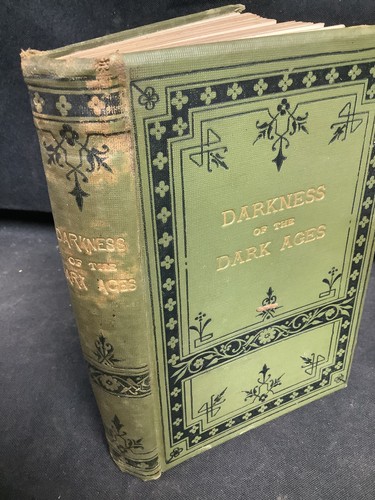 DARKNESS
OF THE
DARK AGES
DARKNESS
OF THE
DARK AGES